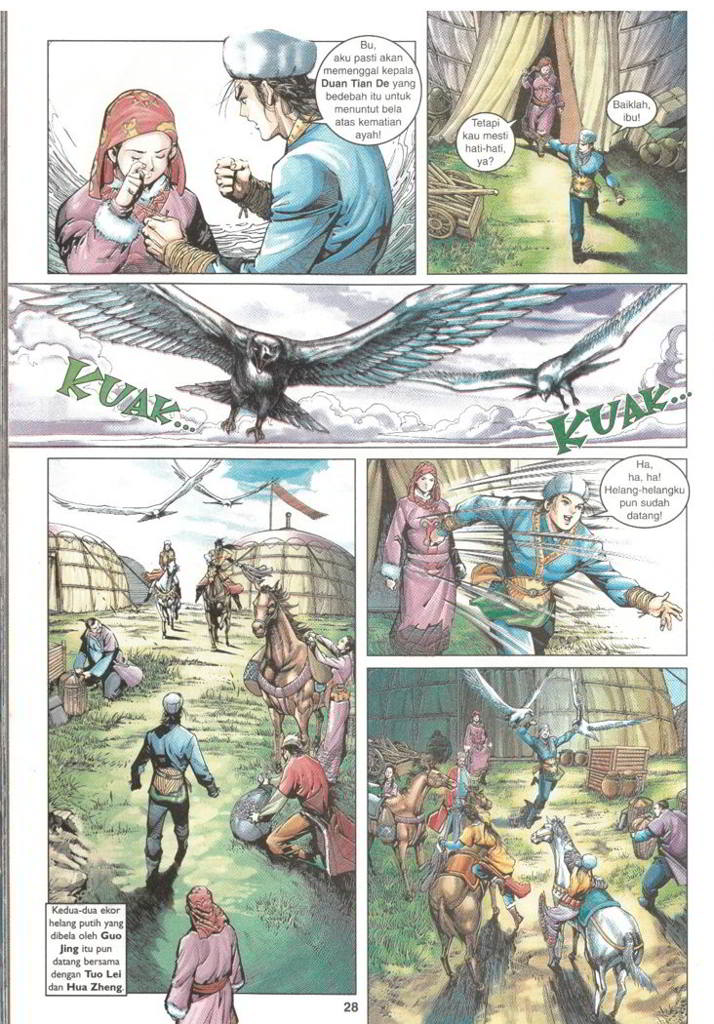 Bu,
aku pasti akan
memenggal kepala
Duan Tian De yang
bedebah itu untuk
menuntut bela
atas kematian
ayah!
Tetapi
kau mesti
hati-hati,
ya?
Baiklah,
ibu!
KUAK...
KUAK...
Kedua-dua ekor
helang putih yang
dibela oleh Guo
Jing itu pun
datang bersama
dengan Tuo Lei
dan Hua Zheng.
Ha,
ha, ha!
Helang-helangku
pun sudah
datang!
28